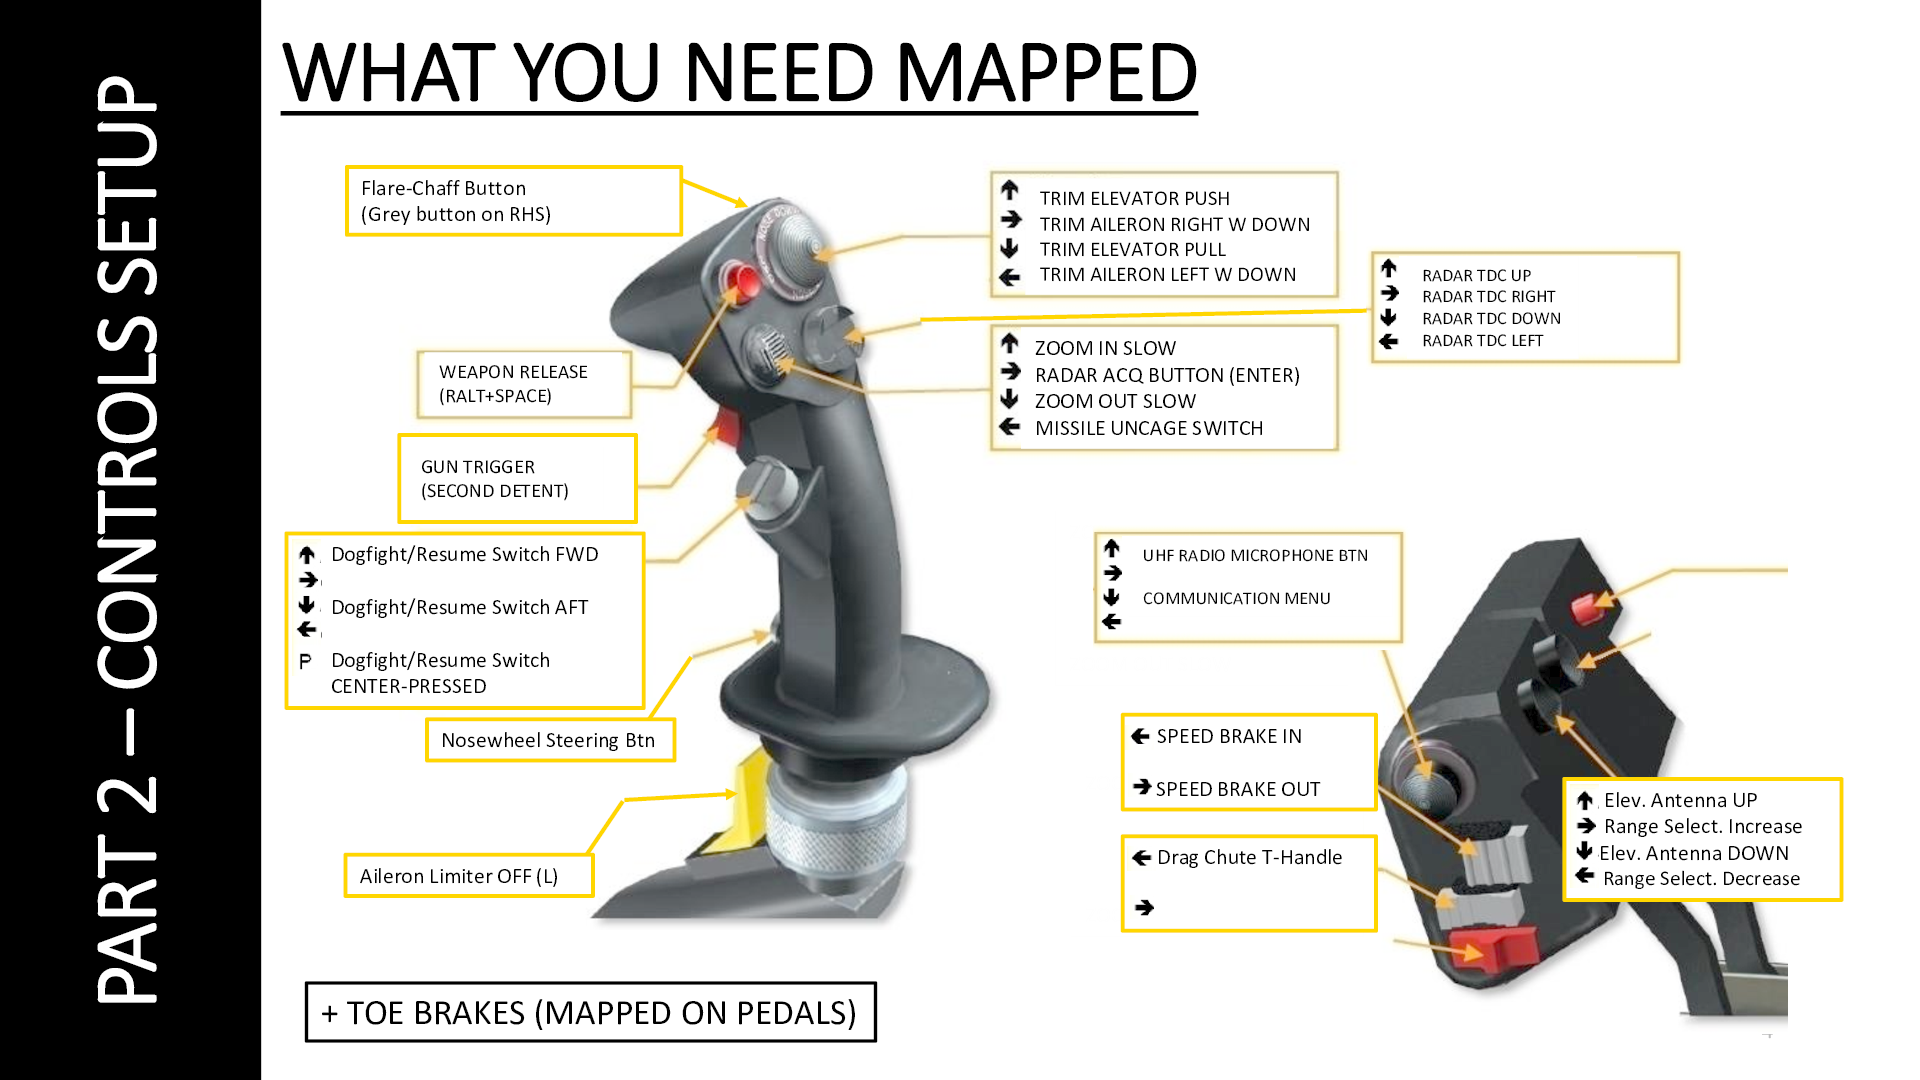 PART 2 – CONTROLS SETUP
WHAT YOU NEED MAPPED
Flare-Chaff Button
(Grey button on RHS)
TRIM ELEVATOR PUSH
TRIM AILERON RIGHT W DOWN
TRIM ELEVATOR PULL
TRIM AILERON LEFT W DOWN
RADAR TDC UP
RADAR TDC RIGHT
RADAR TDC DOWN
RADAR TDC LEFT
WEAPON RELEASE
(RALT+SPACE)
ZOOM IN SLOW
RADAR ACQ BUTTON (ENTER)
ZOOM OUT SLOW
MISSILE UNCAGE SWITCH
GUN TRIGGER
(SECOND DETENT)
Dogfight/Resume Switch FWD
Dogfight/Resume Switch AFT
P Dogfight/Resume Switch
CENTER-PRESSED
UHF RADIO MICROPHONE BTN
COMMUNICATION MENU
Nosewheel Steering Btn
SPEED BRAKE IN
SPEED BRAKE OUT
Elev. Antenna UP
Range Select. Increase
Elev. Antenna DOWN
Range Select. Decrease
Drag Chute T-Handle
Aileron Limiter OFF (L)
+ TOE BRAKES (MAPPED ON PEDALS)